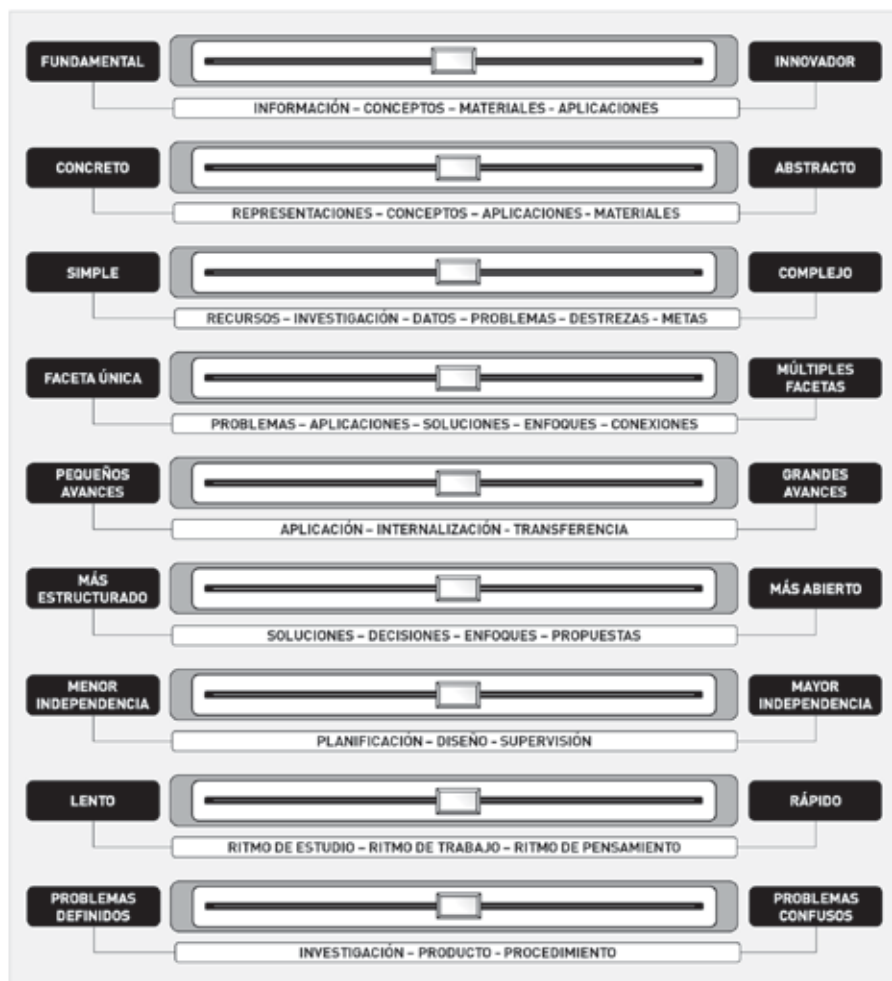 FUNDAMENTAL
INNOVADOR
INFORMACIÓN – CONCEPTOS – MATERIALES - APLICACIONES
CONCRETO
ABSTRACTO
REPRESENTACIONES – CONCEPTOS – APLICACIONES - MATERIALES
SIMPLE
COMPLEJO
RECURSOS – INVESTIGACIÓN – DATOS – PROBLEMAS – DESTREZAS - METAS
FACETA ÚNICA
MÚLTIPLES
FACETAS
PROBLEMAS – APLICACIONES – SOLUCIONES – ENFOQUES – CONEXIONES
PEQUEÑOS
AVANCES
GRANDES
AVANCES
APLICACIÓN – INTERNALIZACIÓN - TRANSFERENCIA
MÁS
ESTRUCTURADO
MÁS ABIERTO
SOLUCIONES – DECISIONES – ENFOQUES – PROPUESTAS
MENOR
INDEPENDENCIA
MAYOR
INDEPENDENCIA
PLANIFICACIÓN – DISEÑO - SUPERVISIÓN
LENTO
RÁPIDO
RITMO DE ESTUDIO – RITMO DE TRABAJO – RITMO DE PENSAMIENTO
PROBLEMAS
DEFINIDOS
PROBLEMAS
CONFUSOS
INVESTIGACIÓN – PRODUCTO - PROCEDIMIENTO